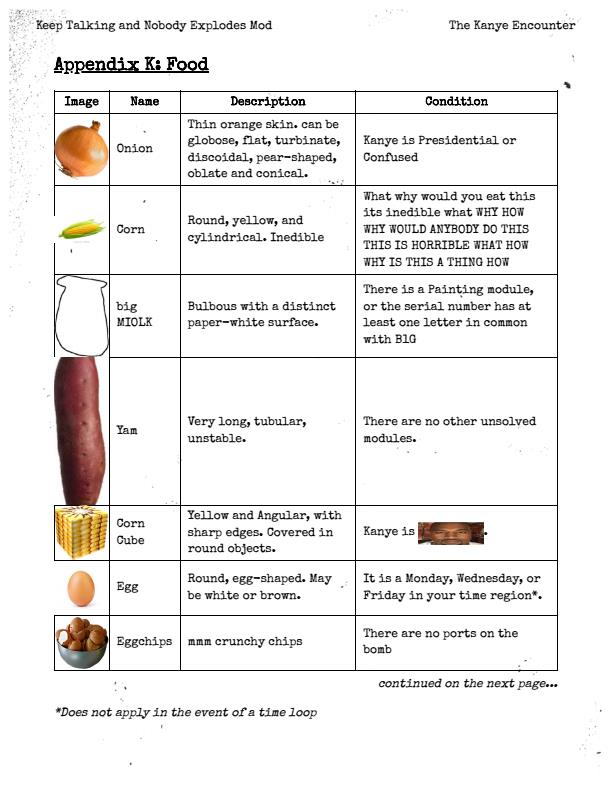 Keep Talking and Nobody Explodes Mod
The Kanye Encounter
Appendix K: Food
Image
Name
Description
Condition
Onion
Thin orange skin. can be
globose, flat, turbinate,
discoidal, pear-shaped,
oblate and conical.
Kanye is Presidential or
Confused
Corn
Round, yellow, and
cylindrical. Inedible
What why would you eat this
its inedible what WHY HOW
WHY WOULD ANYBODY DO THIS
THIS IS HORRIBLE WHAT HOW
WHY IS THIS A THING HOW
big
MIOLK
Bulbous with a distinct
paper-white surface.
There is a Painting module,
or the serial number has at
least one letter in common
with B1G
Yam
Very long, tubular,
unstable.
There are no other unsolved
modules.
Corn
Cube
Yellow and Angular, with
sharp edges. Covered in
round objects.
Kanye is .
Egg
Round, egg-shaped. May
be white or brown.
It is a Monday, Wednesday, or
Friday in your time region*.
Eggchips
mmm crunchy chips
There are no ports on the
bomb
continued on the next page...
*Does not apply in the event of a time loop